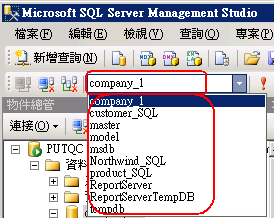 Microsoft SQL Server Management Studio
檔案(F) 編輯(E) 檢視(V) 查詢(Q) 專案(P)
新增查詢(N)
company_1
company_1
customer_SQL
master
model
msdb
Northwind_SQL
product_SQL
ReportServer
ReportServerTempDB
tempdb
物件總管
連接(O)
PUTQC
資料